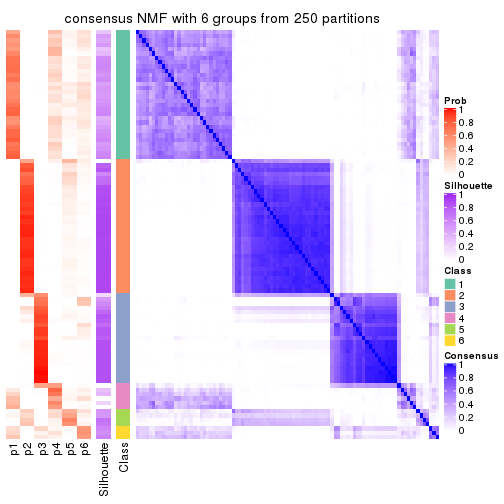 consensus NMF with 6 groups from 250 partitions
Prob
1
0.8
0.6
0.4
0.2
0
Silhouette
1
0.8
0.6
0.4
0.2
0
Class
1
2
3
4
5
6
Consensus
1
0.8
0.6
0.4
0.2
0
p1
p2
p3
p4
p5
p6
Silhouette
Class